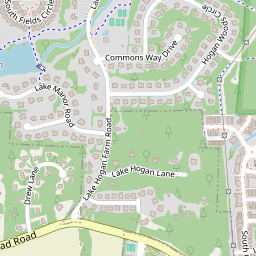 South Fields Circle
Commons Way
Drive
Hogan Woods Circle
Lake Manor Road
Lake Hogan Farm Road
Lake Hogan Lane
Drew Lane
South
ad Road